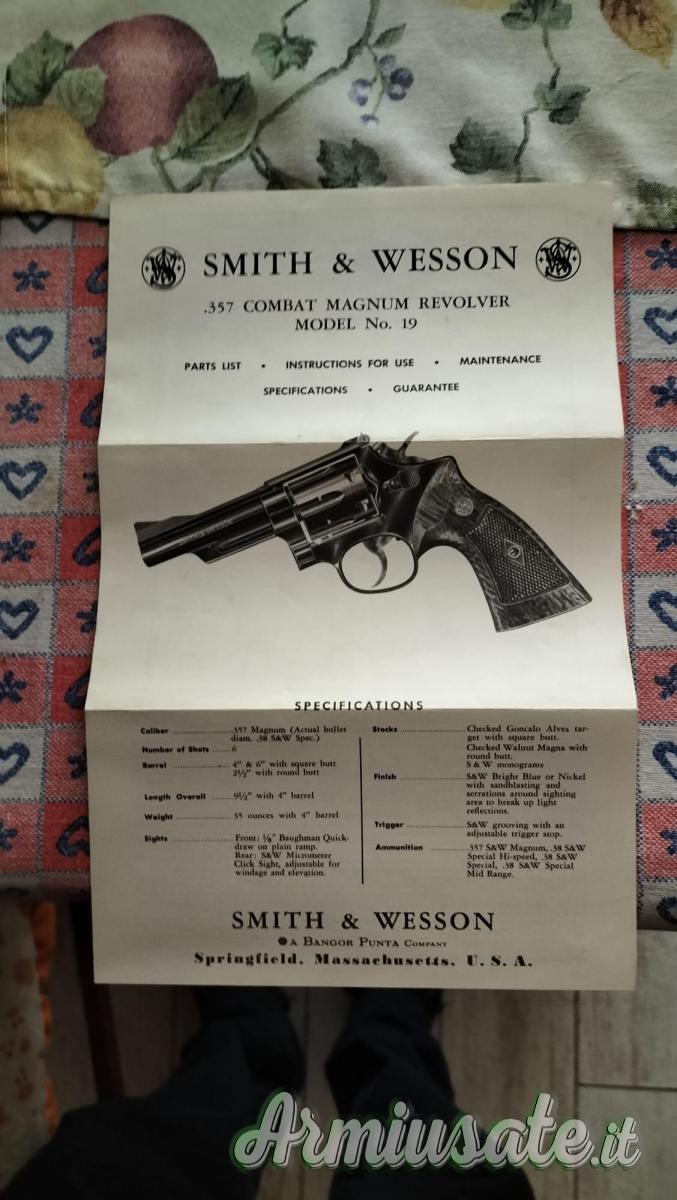 SMITH & WESSON
.357 COMBAT MAGNUM REVOLVER
MODEL No. 19
PARTS LIST • INSTRUCTIONS FOR USE • MAINTENANCE
SPECIFICATIONS • GUARANTEE
SPECIFICATIONS
Caliber .357 Magnum (Actual bullet
diam. .38 S&W Spec.)
Number of Shots 6
Barrel 4" & 6" with square butt
2½" with round butt
Length Overall 9½" with 4" barrel
Weight 35 ounces with 4" barrel
Sights Front: ⅛" Baughman Quick-
draw on plain ramp.
Rear: S&W Micrometer
Click Sight, adjustable for
windage and elevation.
Stocks Checked Goncalo Alves tar-
get with square butt.
Checked Walnut Magna with
round butt.
S & W monograms
Finish S&W Bright Blue or Nickel
with sandblasting and
serrations around sighting
area to break up light
reflections.
Trigger S&W grooving with an
adjustable trigger stop.
Ammunition .357 S&W Magnum, .38 S&W
Special Hi-speed, .38 S&W
Special, .38 S&W Special
Mid Range.
SMITH & WESSON
A BANGOR PUNTA COMPANY
Springfield, Massachusetts, U. S. A.
Armiusate.it